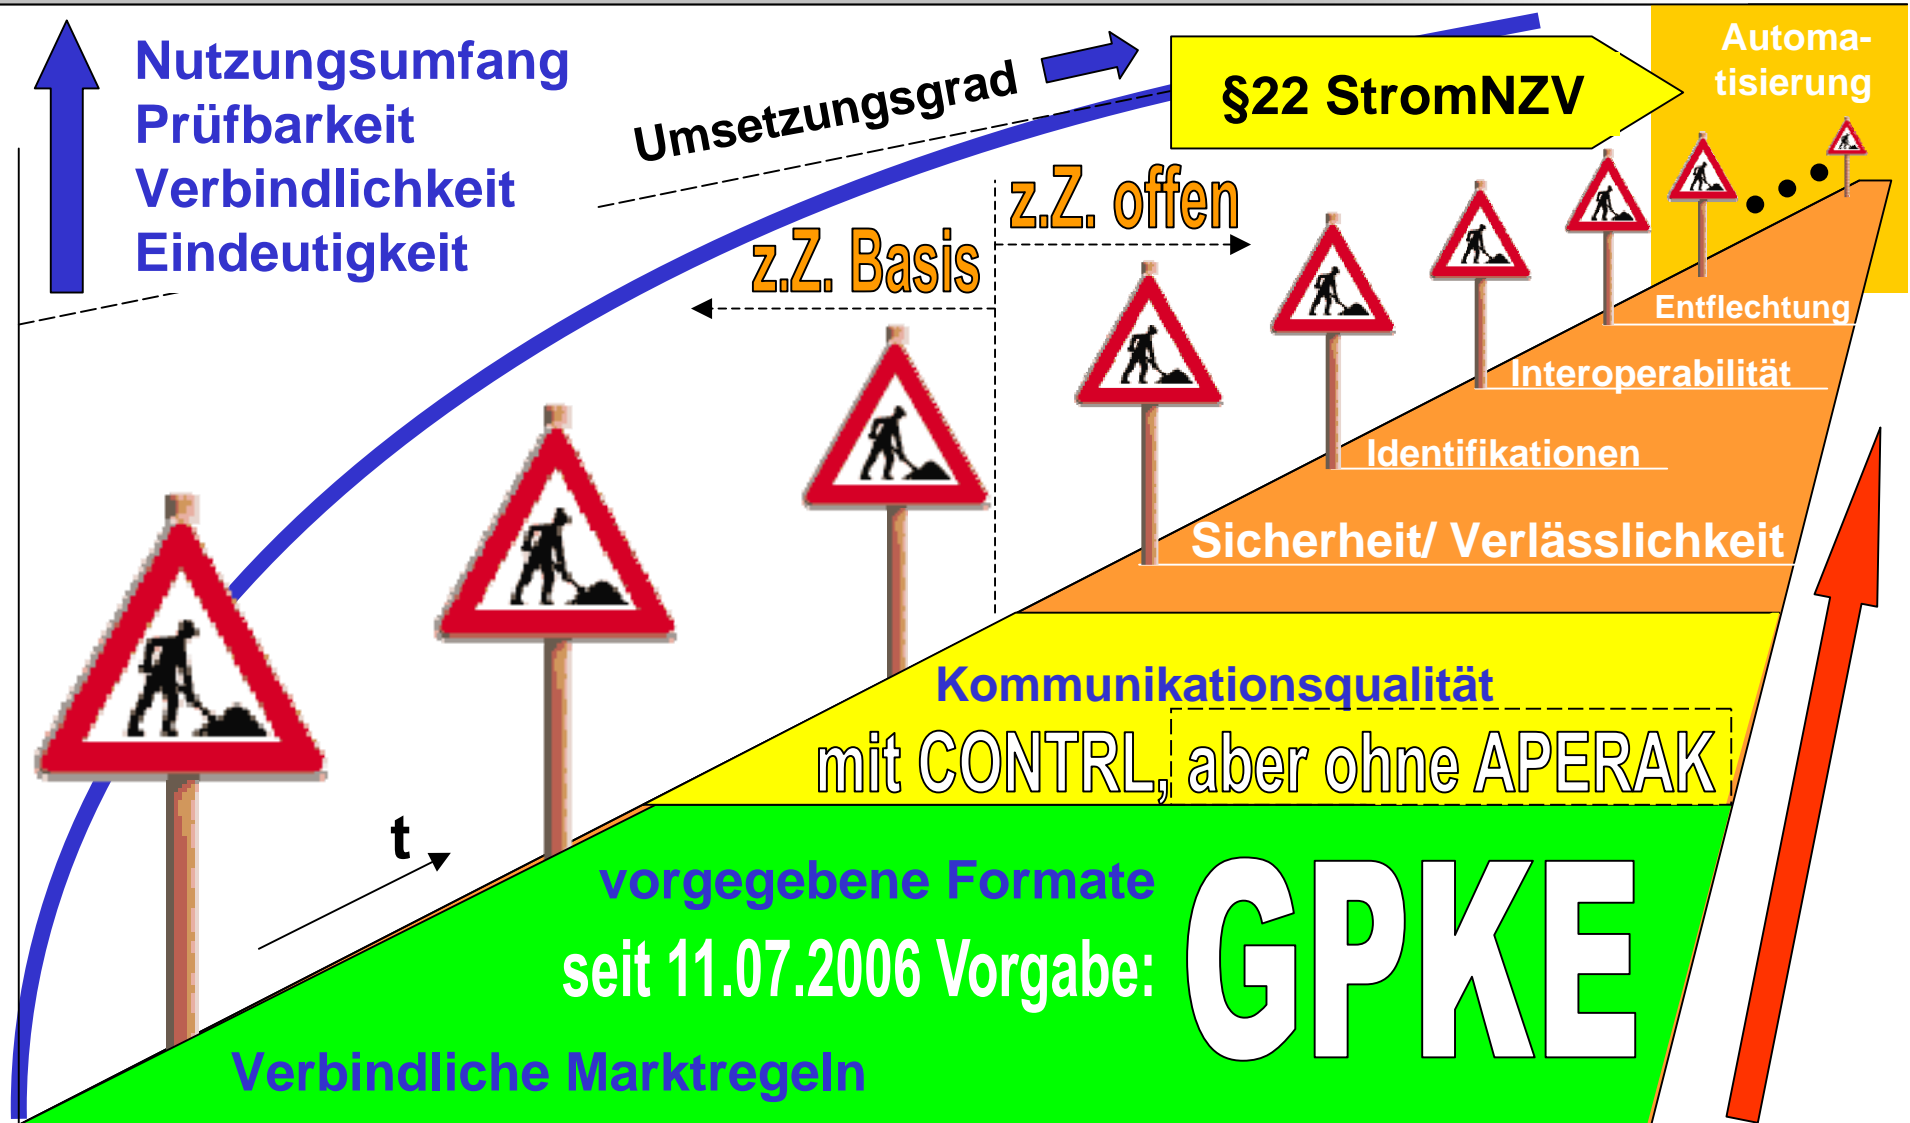 Nutzungsumfang
Prüfbarkeit
Verbindlichkeit
Eindeutigkeit
Umsetzungsgrad
§22 StromNZV
Automa-
tisierung
z.Z. offen
z.Z. Basis
Entflechtung
Interoperabilität
Identifikationen
Sicherheit/ Verlässlichkeit
Kommunikationsqualität
mit CONTRL, aber ohne APERAK
t
vorgegebene Formate
seit 11.07.2006 Vorgabe:
GPKE
Verbindliche Marktregeln